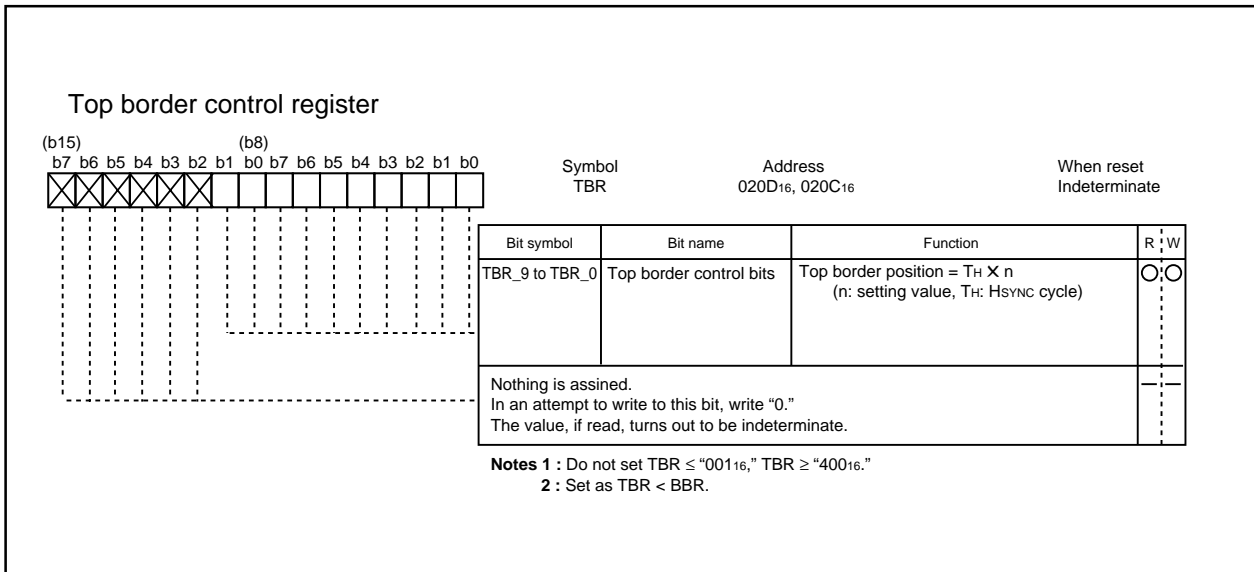 Top border control register
(b15) (b8)
b7 b6 b5 b4 b3 b2 b1 b0 b7 b6 b5 b4 b3 b2 b1 b0
Symbol Address When reset
TBR 020D16, 020C16 Indeterminate
Bit symbol Bit name Function R W
TBR_9 to TBR_0 Top border control bits Top border position = TH X n
(n: setting value, TH: HSYNC cycle)
Nothing is assined.
In an attempt to write to this bit, write “0.”
The value, if read, turns out to be indeterminate.
Notes 1 : Do not set TBR ≤ “00116,” TBR ≥ “40016.”
2 : Set as TBR < BBR.